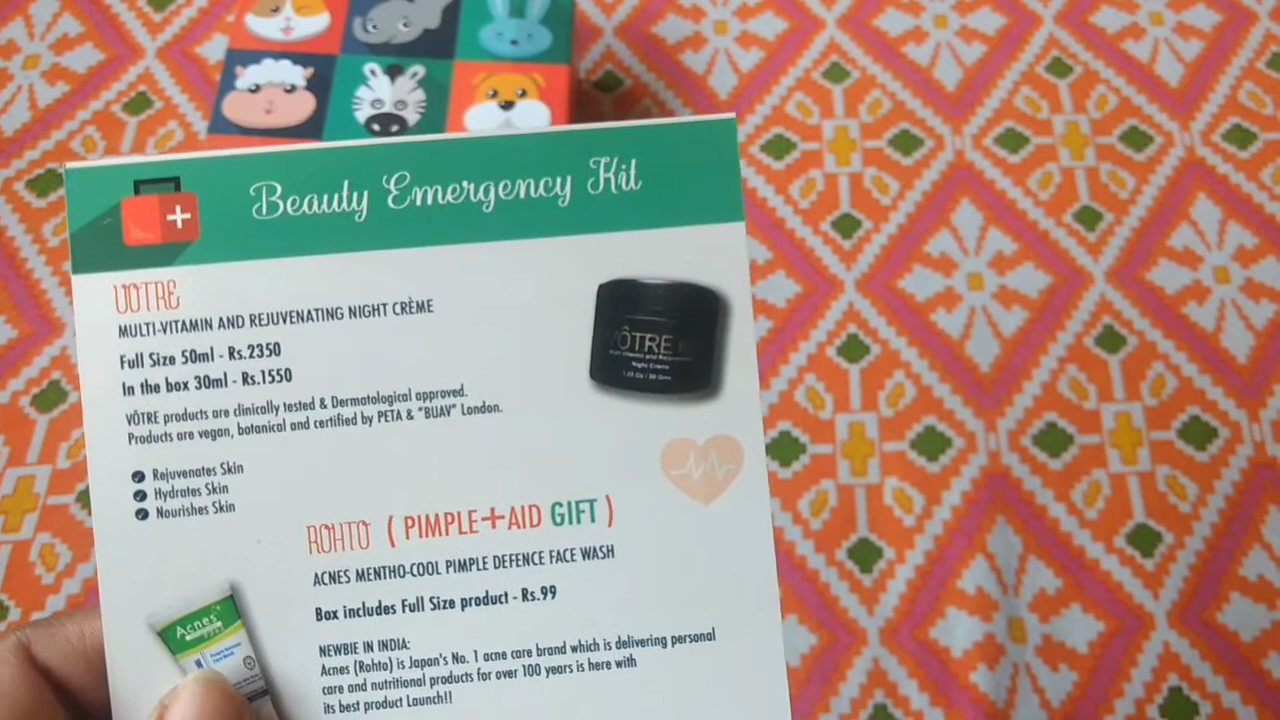 Beauty Emergency Kit
VOTRE
MULTI-VITAMIN AND REJUVENATING NIGHT CRÈME
Full Size 50ml - Rs.2350
In the box 30ml - Rs.1550
VÔTRE products are clinically tested & Dermatological approved.
Products are vegan, botanical and certified by PETA & "BUAV" London.
Rejuvenates Skin
Hydrates Skin
Nourishes Skin
VÔTRE
Night Creme
ROHTO ( PIMPLE+AID GIFT )
ACNES MENTHO-COOL PIMPLE DEFENCE FACE WASH
Box includes Full Size product - Rs.99
NEWBIE IN INDIA:
Acnes (Rohto) is Japan's No. 1 acne care brand which is delivering personal
care and nutritional products for over 100 years is here with
its best product Launch!!
Acnes